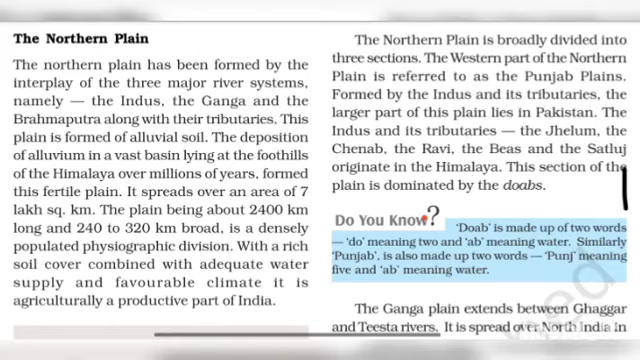 The Northern Plain
The northern plain has been formed by the
interplay of the three major river systems,
namely — the Indus, the Ganga and the
Brahmaputra along with their tributaries. This
plain is formed of alluvial soil. The deposition
of alluvium in a vast basin lying at the foothills
of the Himalaya over millions of years, formed
this fertile plain. It spreads over an area of 7
lakh sq. km. The plain being about 2400 km
long and 240 to 320 km broad, is a densely
populated physiographic division. With a rich
soil cover combined with adequate water
supply and favourable climate it is
agriculturally a productive part of India.
The Northern Plain is broadly divided into
three sections. The Western part of the Northern
Plain is referred to as the Punjab Plains.
Formed by the Indus and its tributaries, the
larger part of this plain lies in Pakistan. The
Indus and its tributaries — the Jhelum, the
Chenab, the Ravi, the Beas and the Satluj
originate in the Himalaya. This section of the
plain is dominated by the doabs.
Do You Know?
'Doab' is made up of two words
— 'do' meaning two and 'ab' meaning water. Similarly
'Punjab', is also made up two words — 'Punj' meaning
five and 'ab' meaning water.
The Ganga plain extends between Ghaggar
and Teesta rivers. It is spread over North India in